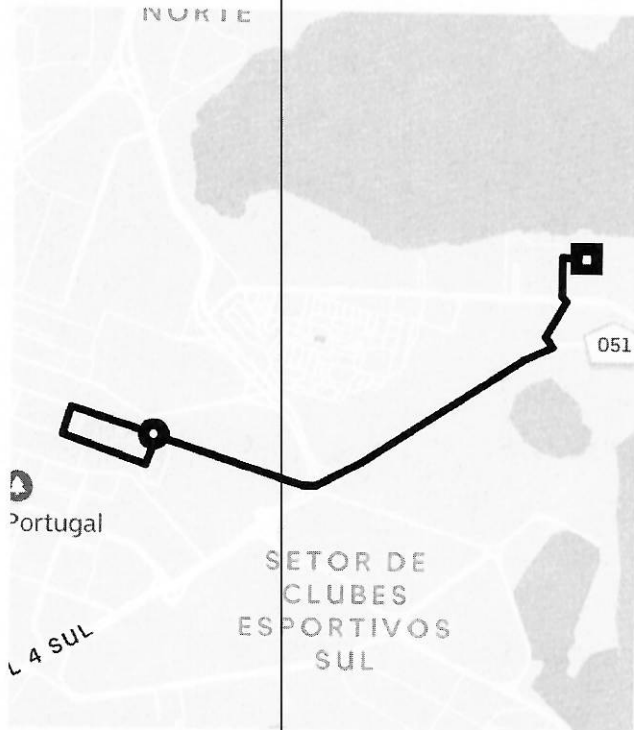 NORTE
051
Portugal
SETOR DE
CLUBES
ESPORTIVOS
SUL
L 4 SUL